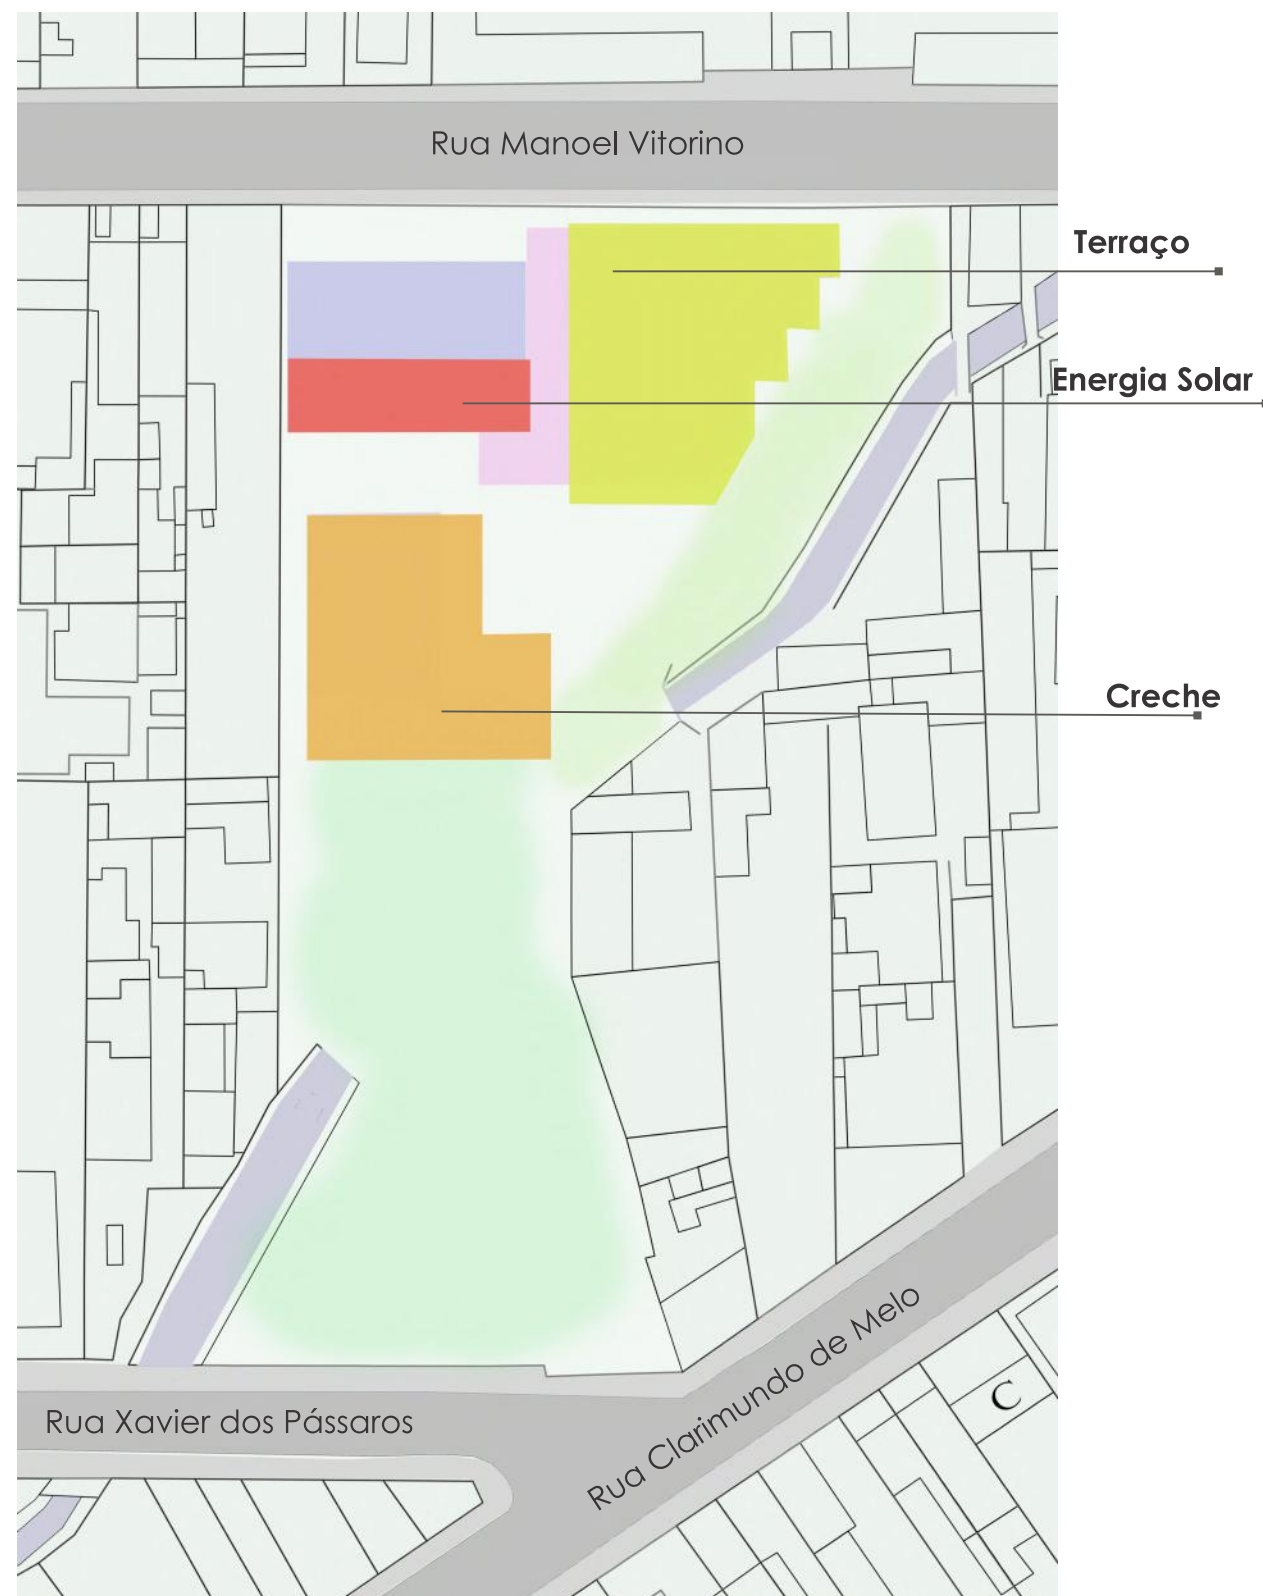 Rua Manoel Vitorino
Terraço
Energia Solar
Creche
Rua Clarimundo de Melo
C
Rua Xavier dos Pássaros